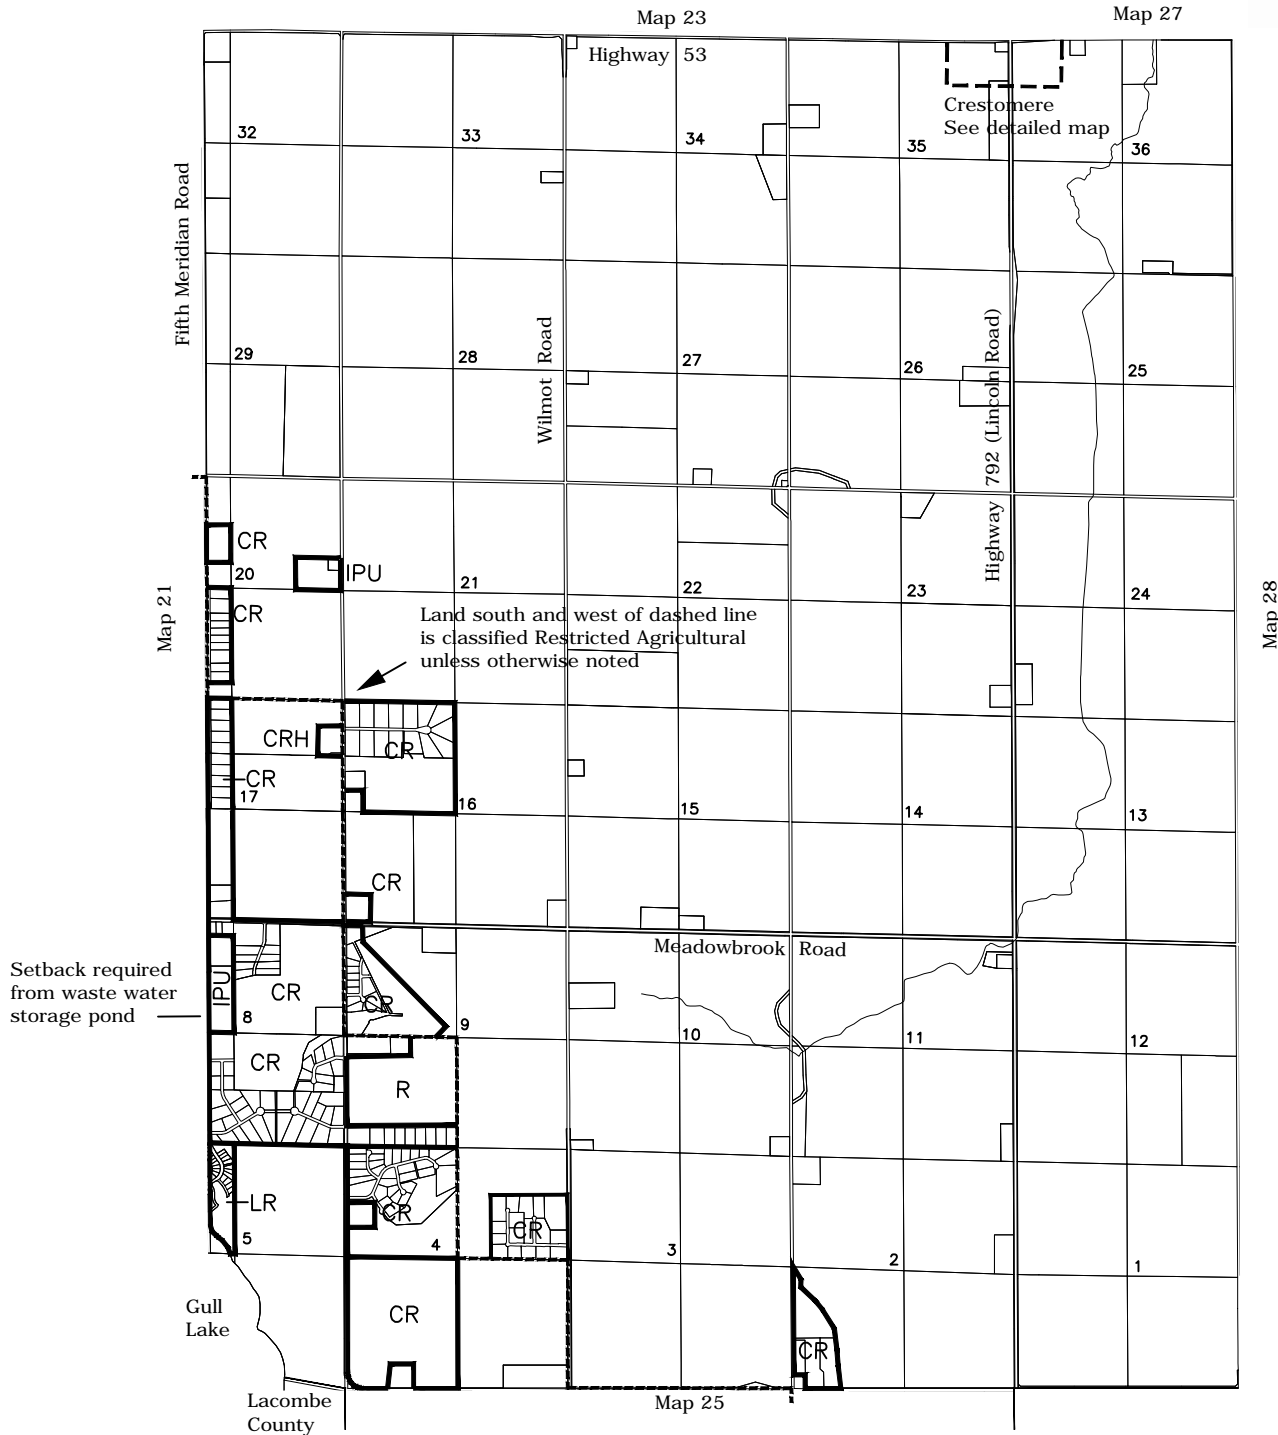 Map 23
Map 27
Highway 53
Crestomere
See detailed map
32
33
34
35
36
Fifth Meridian Road
29
28
27
26
25
Wilmot Road
Highway 792 (Lincoln Road)
CR
20
IPU
21
22
23
24
Map 21
Map 28
CR
Land south and west of dashed line
is classified Restricted Agricultural
unless otherwise noted
CRH
CR
CR
17
16
15
14
13
CR
Meadowbrook Road
Setback required
from waste water
storage pond
IPU
CR
CR
8
9
10
11
12
CR
R
LR
CR
CR
5
4
3
2
1
Gull
Lake
CR
CR
Lacombe
County
Map 25